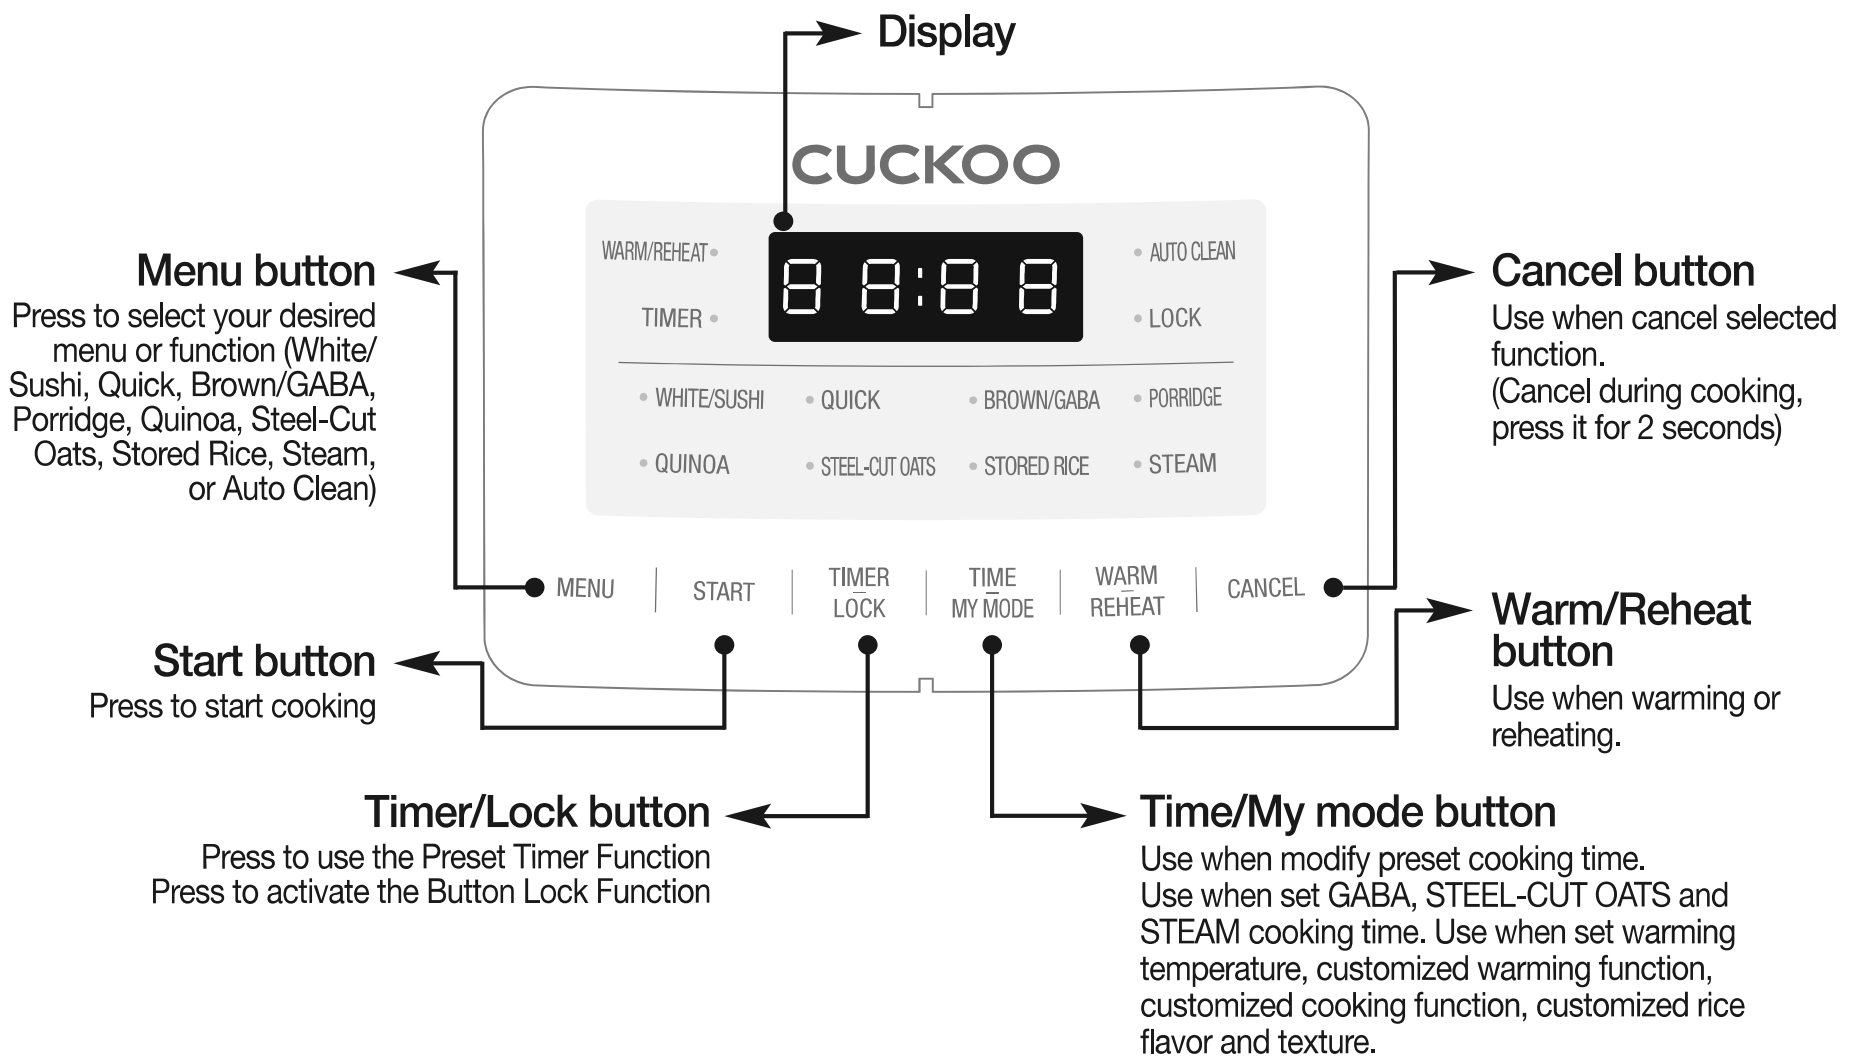 Display
CUCKOO
WARM/REHEAT
88:88
AUTO CLEAN
TIMER
LOCK
WHITE/SUSHI
QUICK
BROWN/GABA
PORRIDGE
QUINOA
STEEL-CUT OATS
STORED RICE
STEAM
MENU
START
TIMER
LOCK
TIME
MY MODE
WARM
REHEAT
CANCEL
Menu button
Press to select your desired
menu or function (White/
Sushi, Quick, Brown/GABA,
Porridge, Quinoa, Steel-Cut
Oats, Stored Rice, Steam,
or Auto Clean)
Start button
Press to start cooking
Timer/Lock button
Press to use the Preset Timer Function
Press to activate the Button Lock Function
Cancel button
Use when cancel selected
function.
(Cancel during cooking,
press it for 2 seconds)
Warm/Reheat
button
Use when warming or
reheating.
Time/My mode button
Use when modify preset cooking time.
Use when set GABA, STEEL-CUT OATS and
STEAM cooking time. Use when set warming
temperature, customized warming function,
customized cooking function, customized rice
flavor and texture.